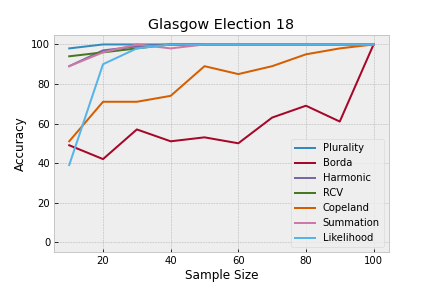 Glasgow Election 18
100
80
60
40
20
0
Accuracy
Plurality
Borda
Harmonic
RCV
Copeland
Summation
Likelihood
20
40
60
80
100
Sample Size